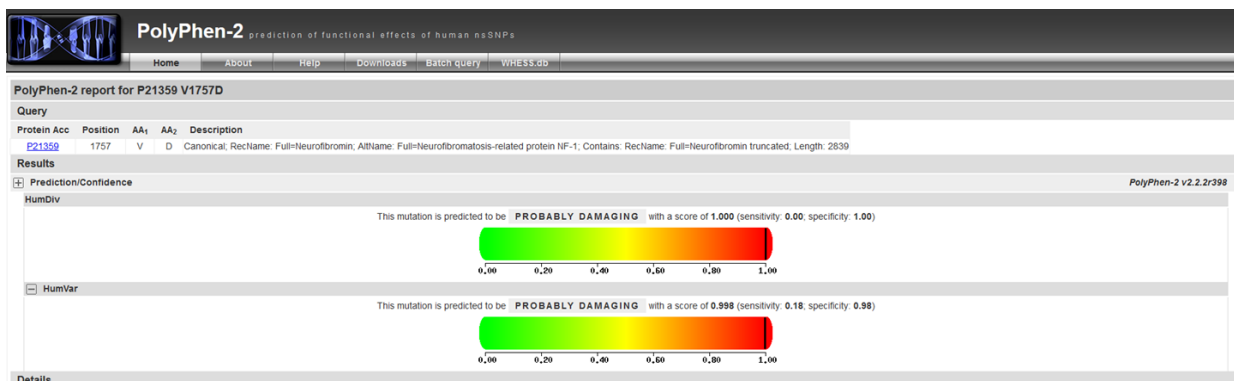 PolyPhen-2 prediction of functional effects of human nsSNPs
Home About Help Downloads Batch query WHESS.db
PolyPhen-2 report for P21359 V1757D
Query
Protein Acc Position AA1 AA2 Description
P21359 1757 V D Canonical; RecName: Full=Neurofibromin; AltName: Full=Neurofibromatosis-related protein NF-1; Contains: RecName: Full=Neurofibromin truncated; Length: 2839
Results
+ Prediction/Confidence PolyPhen-2 v2.2.2r398
HumDiv
This mutation is predicted to be PROBABLY DAMAGING with a score of 1.000 (sensitivity: 0.00; specificity: 1.00)
0.00 0.20 0.40 0.60 0.80 1.00
- HumVar
This mutation is predicted to be PROBABLY DAMAGING with a score of 0.998 (sensitivity: 0.18; specificity: 0.98)
0.00 0.20 0.40 0.60 0.80 1.00
Details